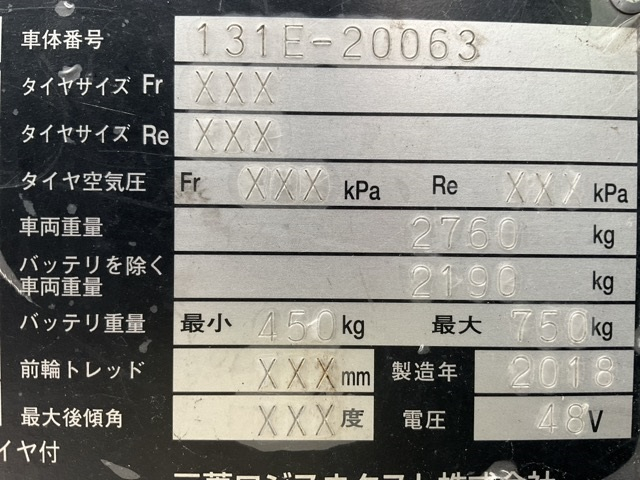 車体番号 131E-20063
タイヤサイズ Fr XXX
タイヤサイズ Re XXX
タイヤ空気圧 Fr XXX kPa Re XXX kPa
車両重量 2760 kg
バッテリを除く車両重量 2190 kg
バッテリ重量 最小 450 kg 最大 750 kg
前輪トレッド XXX mm 製造年 2018
最大後傾角 XXX 度 電圧 48 V
イヤ付